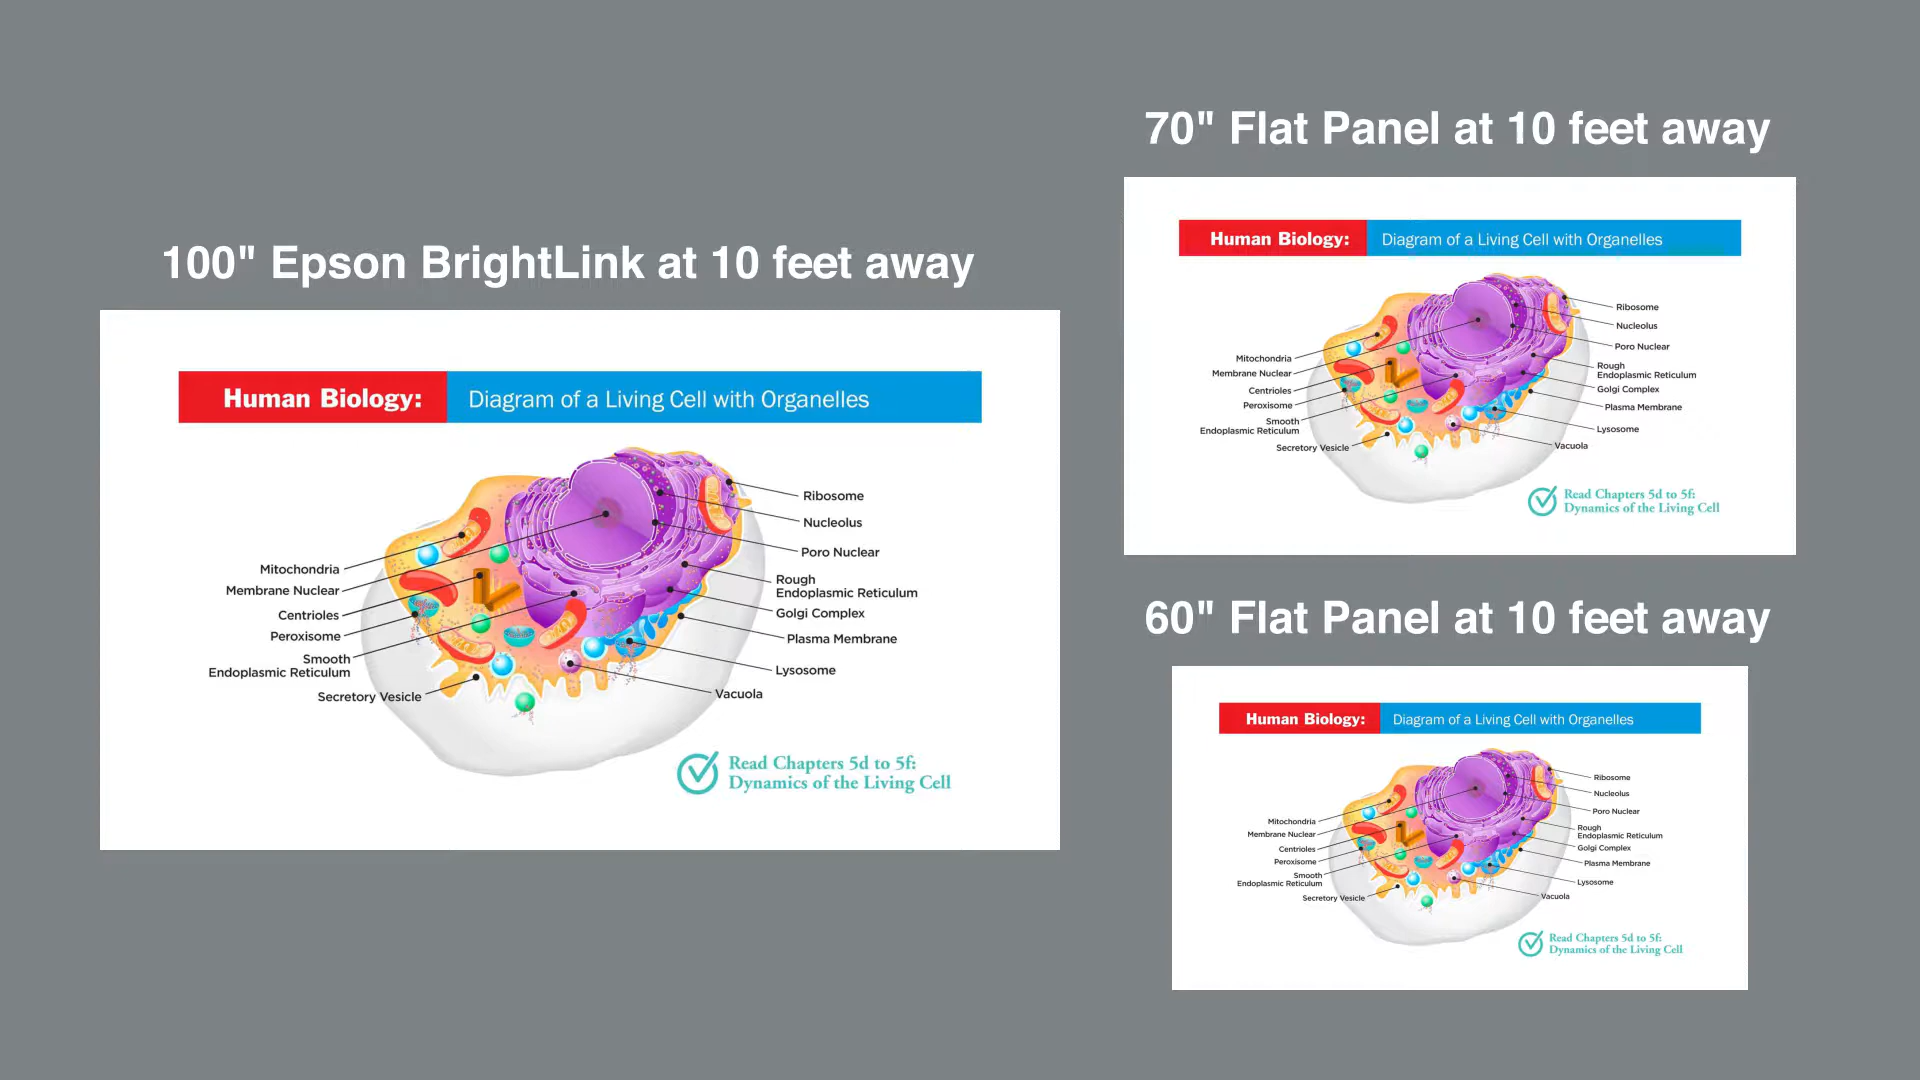 100" Epson BrightLink at 10 feet away
Human Biology: Diagram of a Living Cell with Organelles
Mitochondria
Membrane Nuclear
Centrioles
Peroxisome
Smooth
Endoplasmic Reticulum
Secretory Vesicle
Ribosome
Nucleolus
Poro Nuclear
Rough
Endoplasmic Reticulum
Golgi Complex
Plasma Membrane
Lysosome
Vacuola
Read Chapters 5d to 5f:
Dynamics of the Living Cell
70" Flat Panel at 10 feet away
Human Biology: Diagram of a Living Cell with Organelles
Mitochondria
Membrane Nuclear
Centrioles
Peroxisome
Smooth
Endoplasmic Reticulum
Secretory Vesicle
Ribosome
Nucleolus
Poro Nuclear
Rough
Endoplasmic Reticulum
Golgi Complex
Plasma Membrane
Lysosome
Vacuola
Read Chapters 5d to 5f:
Dynamics of the Living Cell
60" Flat Panel at 10 feet away
Human Biology: Diagram of a Living Cell with Organelles
Mitochondria
Membrane Nuclear
Centrioles
Peroxisome
Smooth
Endoplasmic Reticulum
Secretory Vesicle
Ribosome
Nucleolus
Poro Nuclear
Rough
Endoplasmic Reticulum
Golgi Complex
Plasma Membrane
Lysosome
Vacuola
Read Chapters 5d to 5f:
Dynamics of the Living Cell